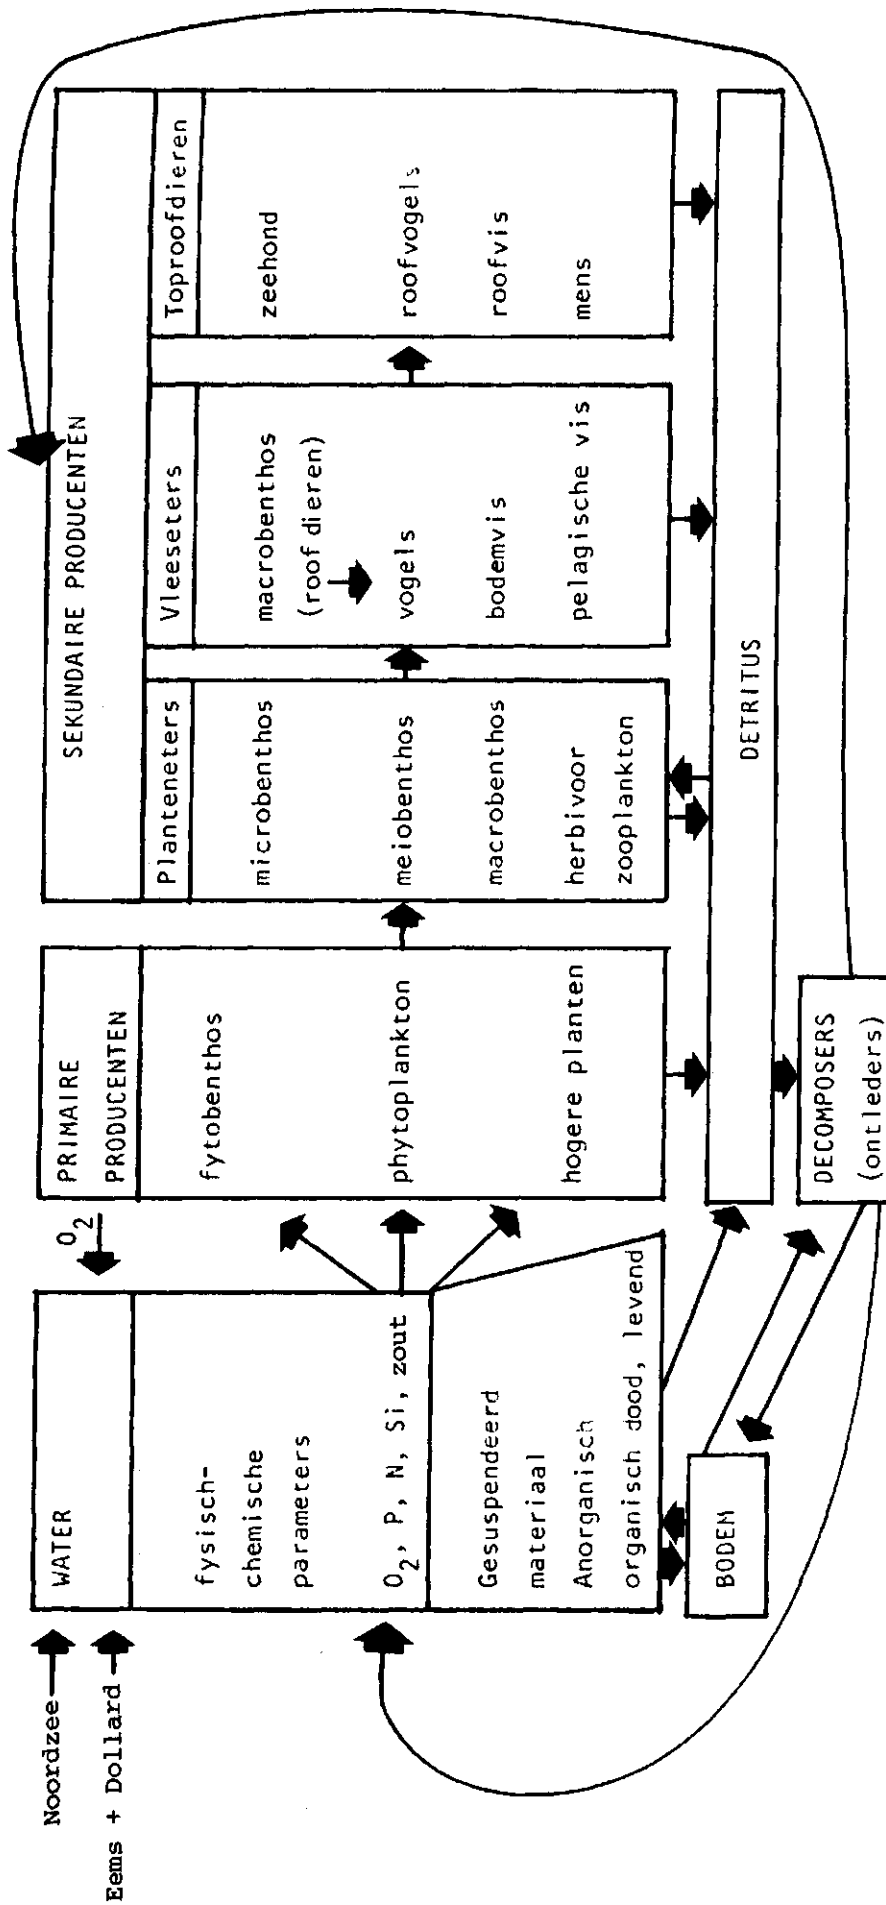 Noordzee
Eems + Dollard
WATER
fysisch-
chemische
parameters
O2, P, N, Si, zout
Gesuspendeerd
materiaal
Anorganisch
organisch dood, levend
BODEM
O2
PRIMAIRE
PRODUCENTEN
fytobenthos
phytoplankton
hogere planten
SEKUNDAIRE PRODUCENTEN
Planteneters
microbenthos
meiobenthos
macrobenthos
herbivoor
zooplankton
Vleeseters
macrobenthos
(roofdieren)
vogels
bodemvis
pelagische vis
Toproofdieren
zeehond
roofvogels
roofvis
mens
DETRITUS
DECOMPOSERS
(ontleders)